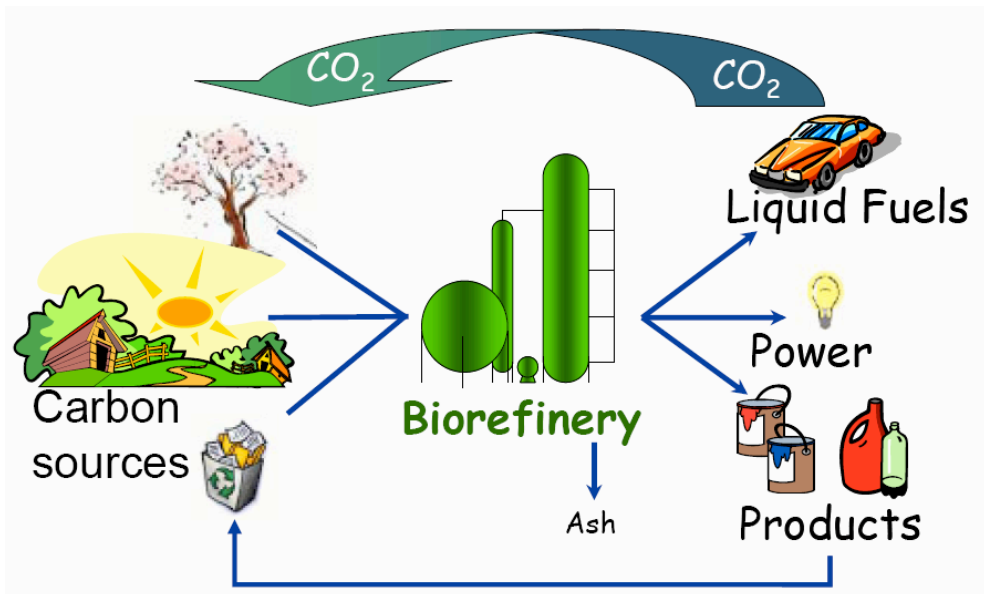 CO₂
CO₂
Liquid Fuels
Power
Carbon
sources
Biorefinery
Ash
Products